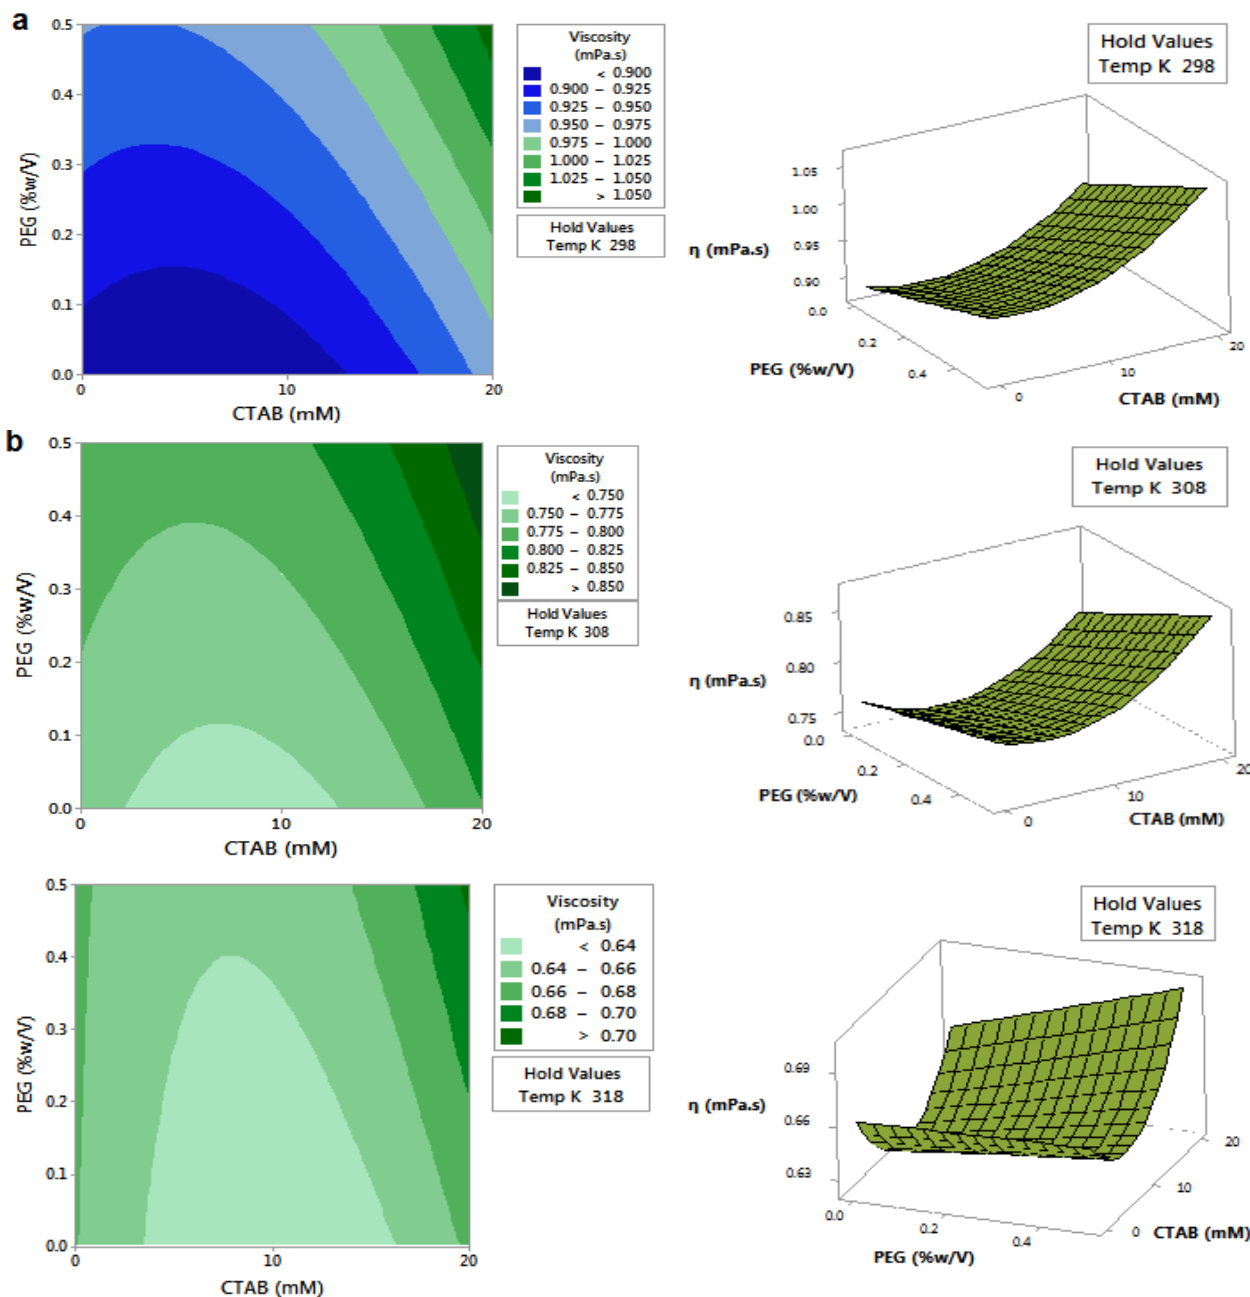 a
0.5
0.4
0.3
0.2
0.1
0.0
0
10
20
PEG (%w/V)
CTAB (mM)
Viscosity
(mPa.s)
< 0.900
0.900 – 0.925
0.925 – 0.950
0.950 – 0.975
0.975 – 1.000
1.000 – 1.025
1.025 – 1.050
> 1.050
Hold Values
Temp K 298
Hold Values
Temp K 298
1.05
1.00
0.95
0.90
η (mPa.s)
0.0
0.2
0.4
PEG (%w/V)
0
10
20
CTAB (mM)
b
0.5
0.4
0.3
0.2
0.1
0.0
0
10
20
PEG (%w/V)
CTAB (mM)
Viscosity
(mPa.s)
< 0.750
0.750 – 0.775
0.775 – 0.800
0.800 – 0.825
0.825 – 0.850
> 0.850
Hold Values
Temp K 308
Hold Values
Temp K 308
0.85
0.80
0.75
η (mPa.s)
0.0
0.2
0.4
PEG (%w/V)
0
10
20
CTAB (mM)
0.5
0.4
0.3
0.2
0.1
0.0
0
10
20
PEG (%w/V)
CTAB (mM)
Viscosity
(mPa.s)
< 0.64
0.64 – 0.66
0.66 – 0.68
0.68 – 0.70
> 0.70
Hold Values
Temp K 318
Hold Values
Temp K 318
0.69
0.66
0.63
η (mPa.s)
0.0
0.2
0.4
PEG (%w/V)
0
10
20
CTAB (mM)